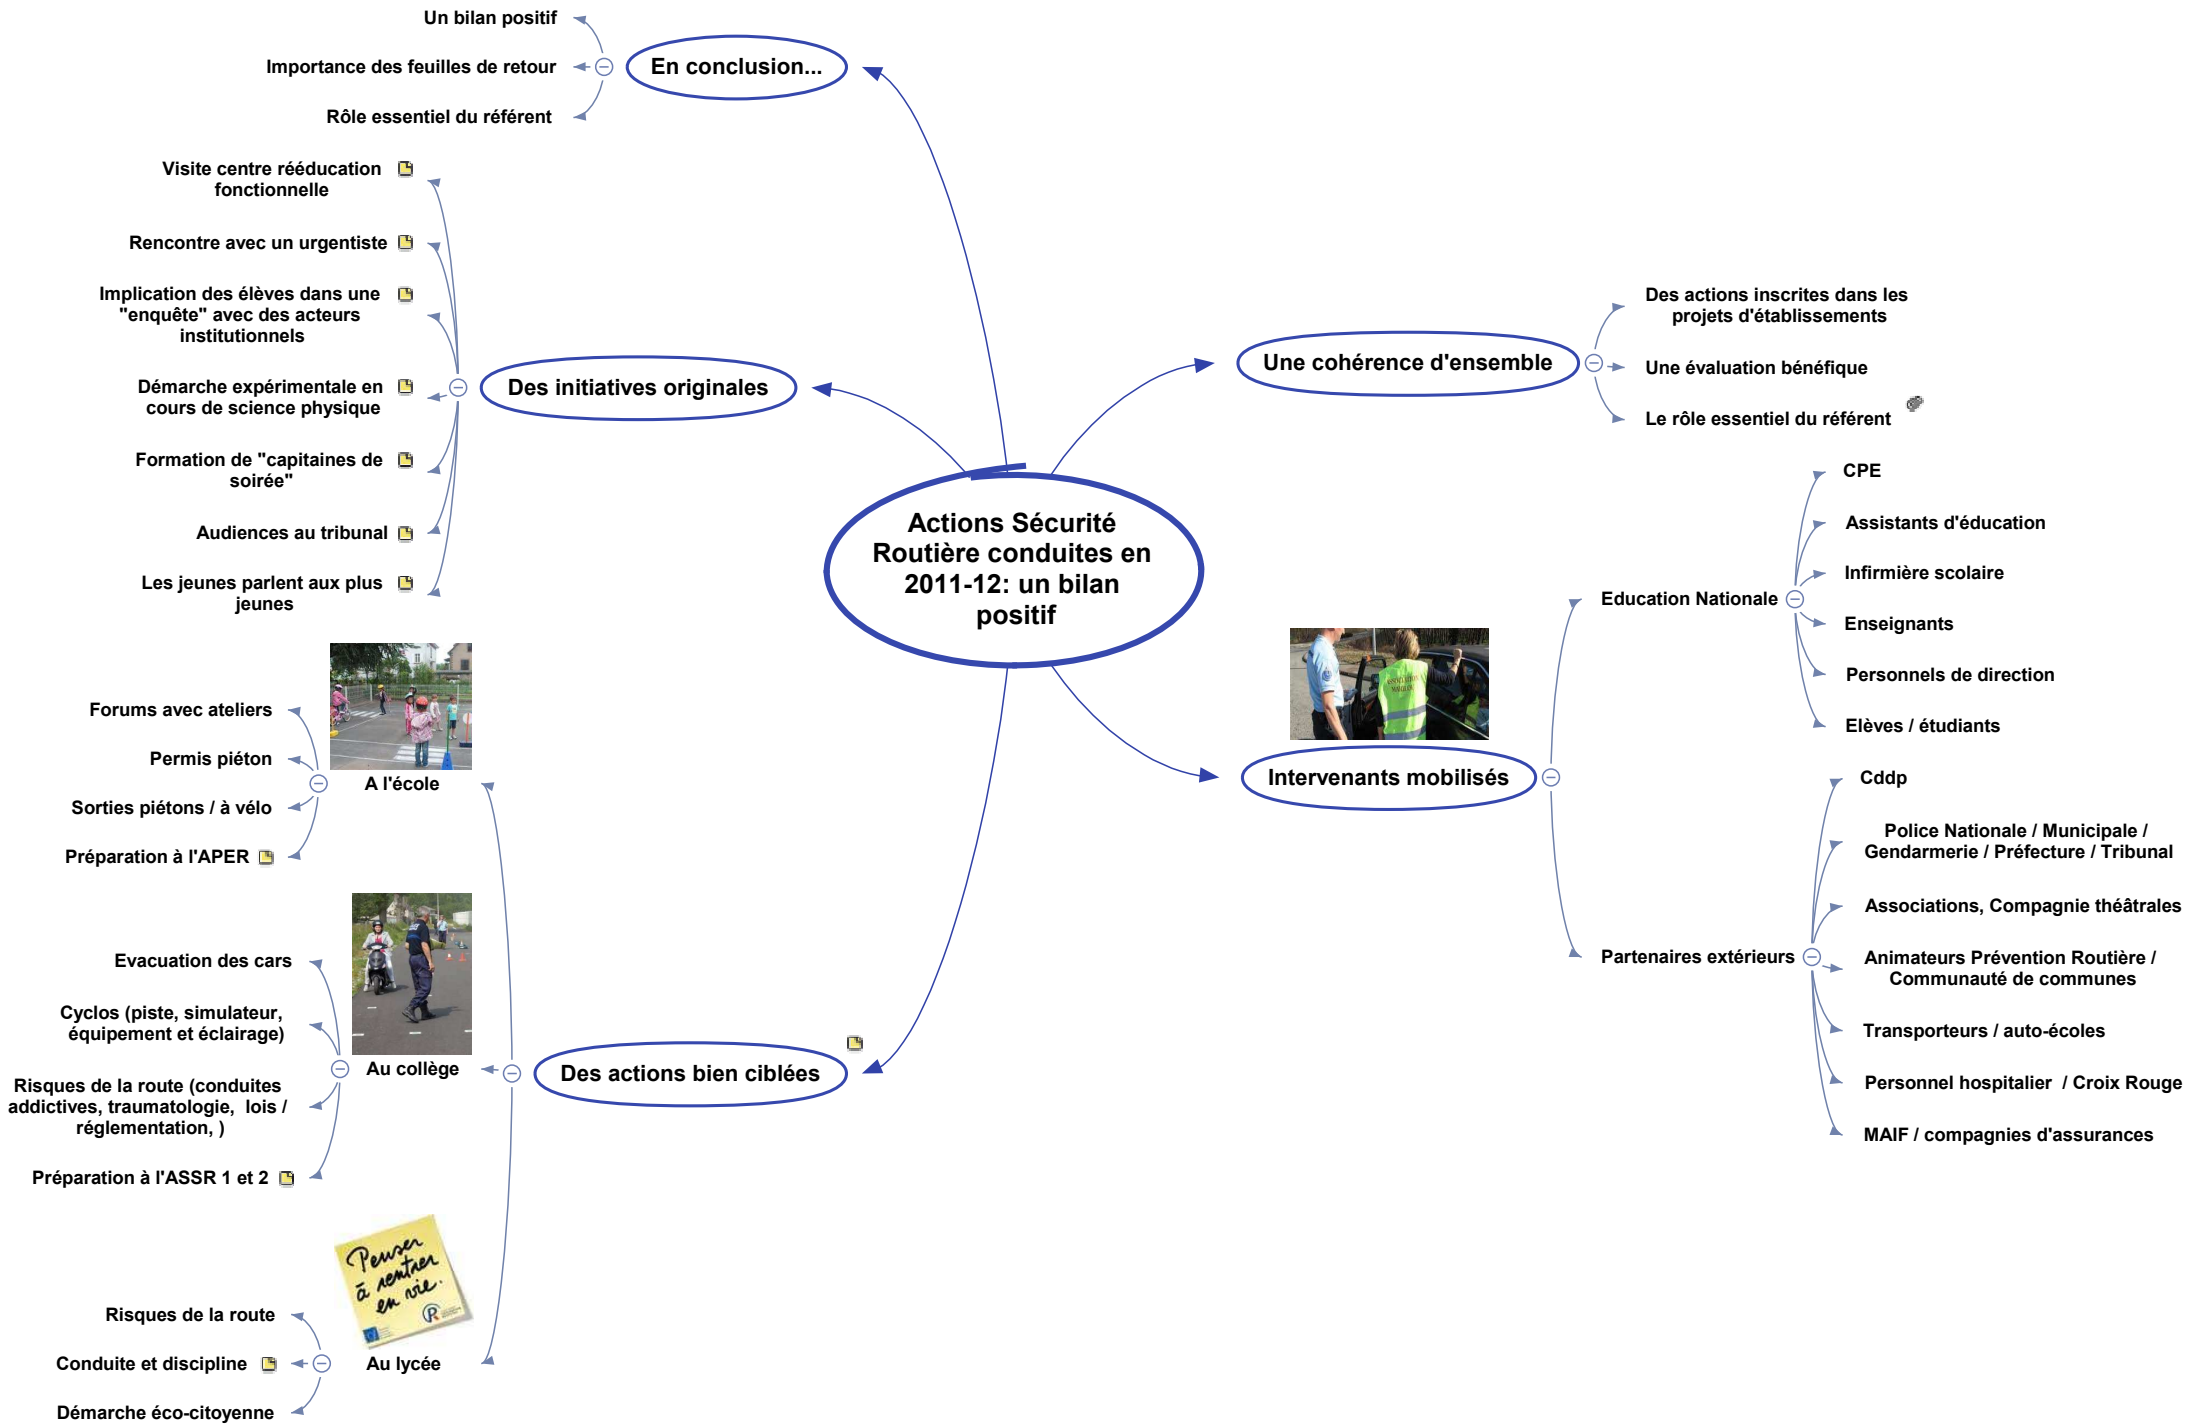 Actions Sécurité
Routière conduites en
2011-12: un bilan
positif
Une cohérence d'ensemble
Des actions inscrites dans les
projets d'établissements
Une évaluation bénéfique
Le rôle essentiel du référent
Intervenants mobilisés
ASSOCIATION
Education Nationale
CPE
Assistants d'éducation
Infirmière scolaire
Enseignants
Personnels de direction
Elèves / étudiants
Partenaires extérieurs
Cddp
Police Nationale / Municipale /
Gendarmerie / Préfecture / Tribunal
Associations, Compagnie théâtrales
Animateurs Prévention Routière /
Communauté de communes
Transporteurs / auto-écoles
Personnel hospitalier  / Croix Rouge
MAIF / compagnies d'assurances
Des actions bien ciblées
A l'école
Forums avec ateliers
Permis piéton
Sorties piétons / à vélo
Préparation à l'APER
Au collège
Evacuation des cars
Cyclos (piste, simulateur,
équipement et éclairage)
Risques de la route (conduites
addictives, traumatologie,  lois /
réglementation, )
Préparation à l'ASSR 1 et 2
Penser
à rentrer
en vie.
Au lycée
Risques de la route
Conduite et discipline
Démarche éco-citoyenne
Des initiatives originales
Visite centre rééducation
fonctionnelle
Rencontre avec un urgentiste
Implication des élèves dans une
"enquête" avec des acteurs
institutionnels
Démarche expérimentale en
cours de science physique
Formation de "capitaines de
soirée"
Audiences au tribunal
Les jeunes parlent aux plus
jeunes
En conclusion...
Un bilan positif
Importance des feuilles de retour
Rôle essentiel du référent